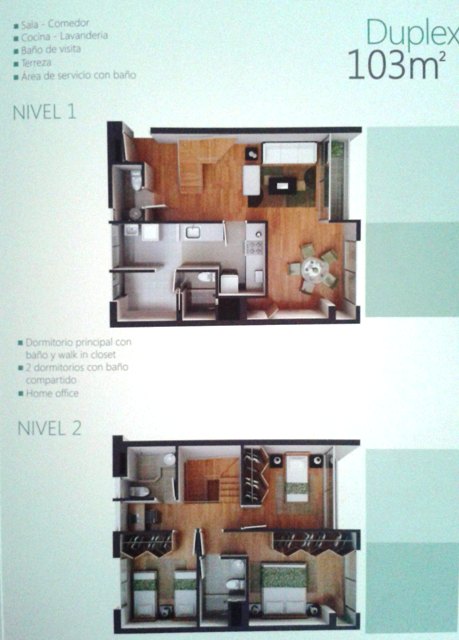 Duplex
103m²
NIVEL 1
■ Sala - Comedor
■ Cocina - Lavandería
■ Baño de visita
■ Terreza
■ Área de servicio con baño
NIVEL 2
■ Dormitorio principal con
baño y walk in closet
■ 2 dormitorios con baño
compartido
■ Home office